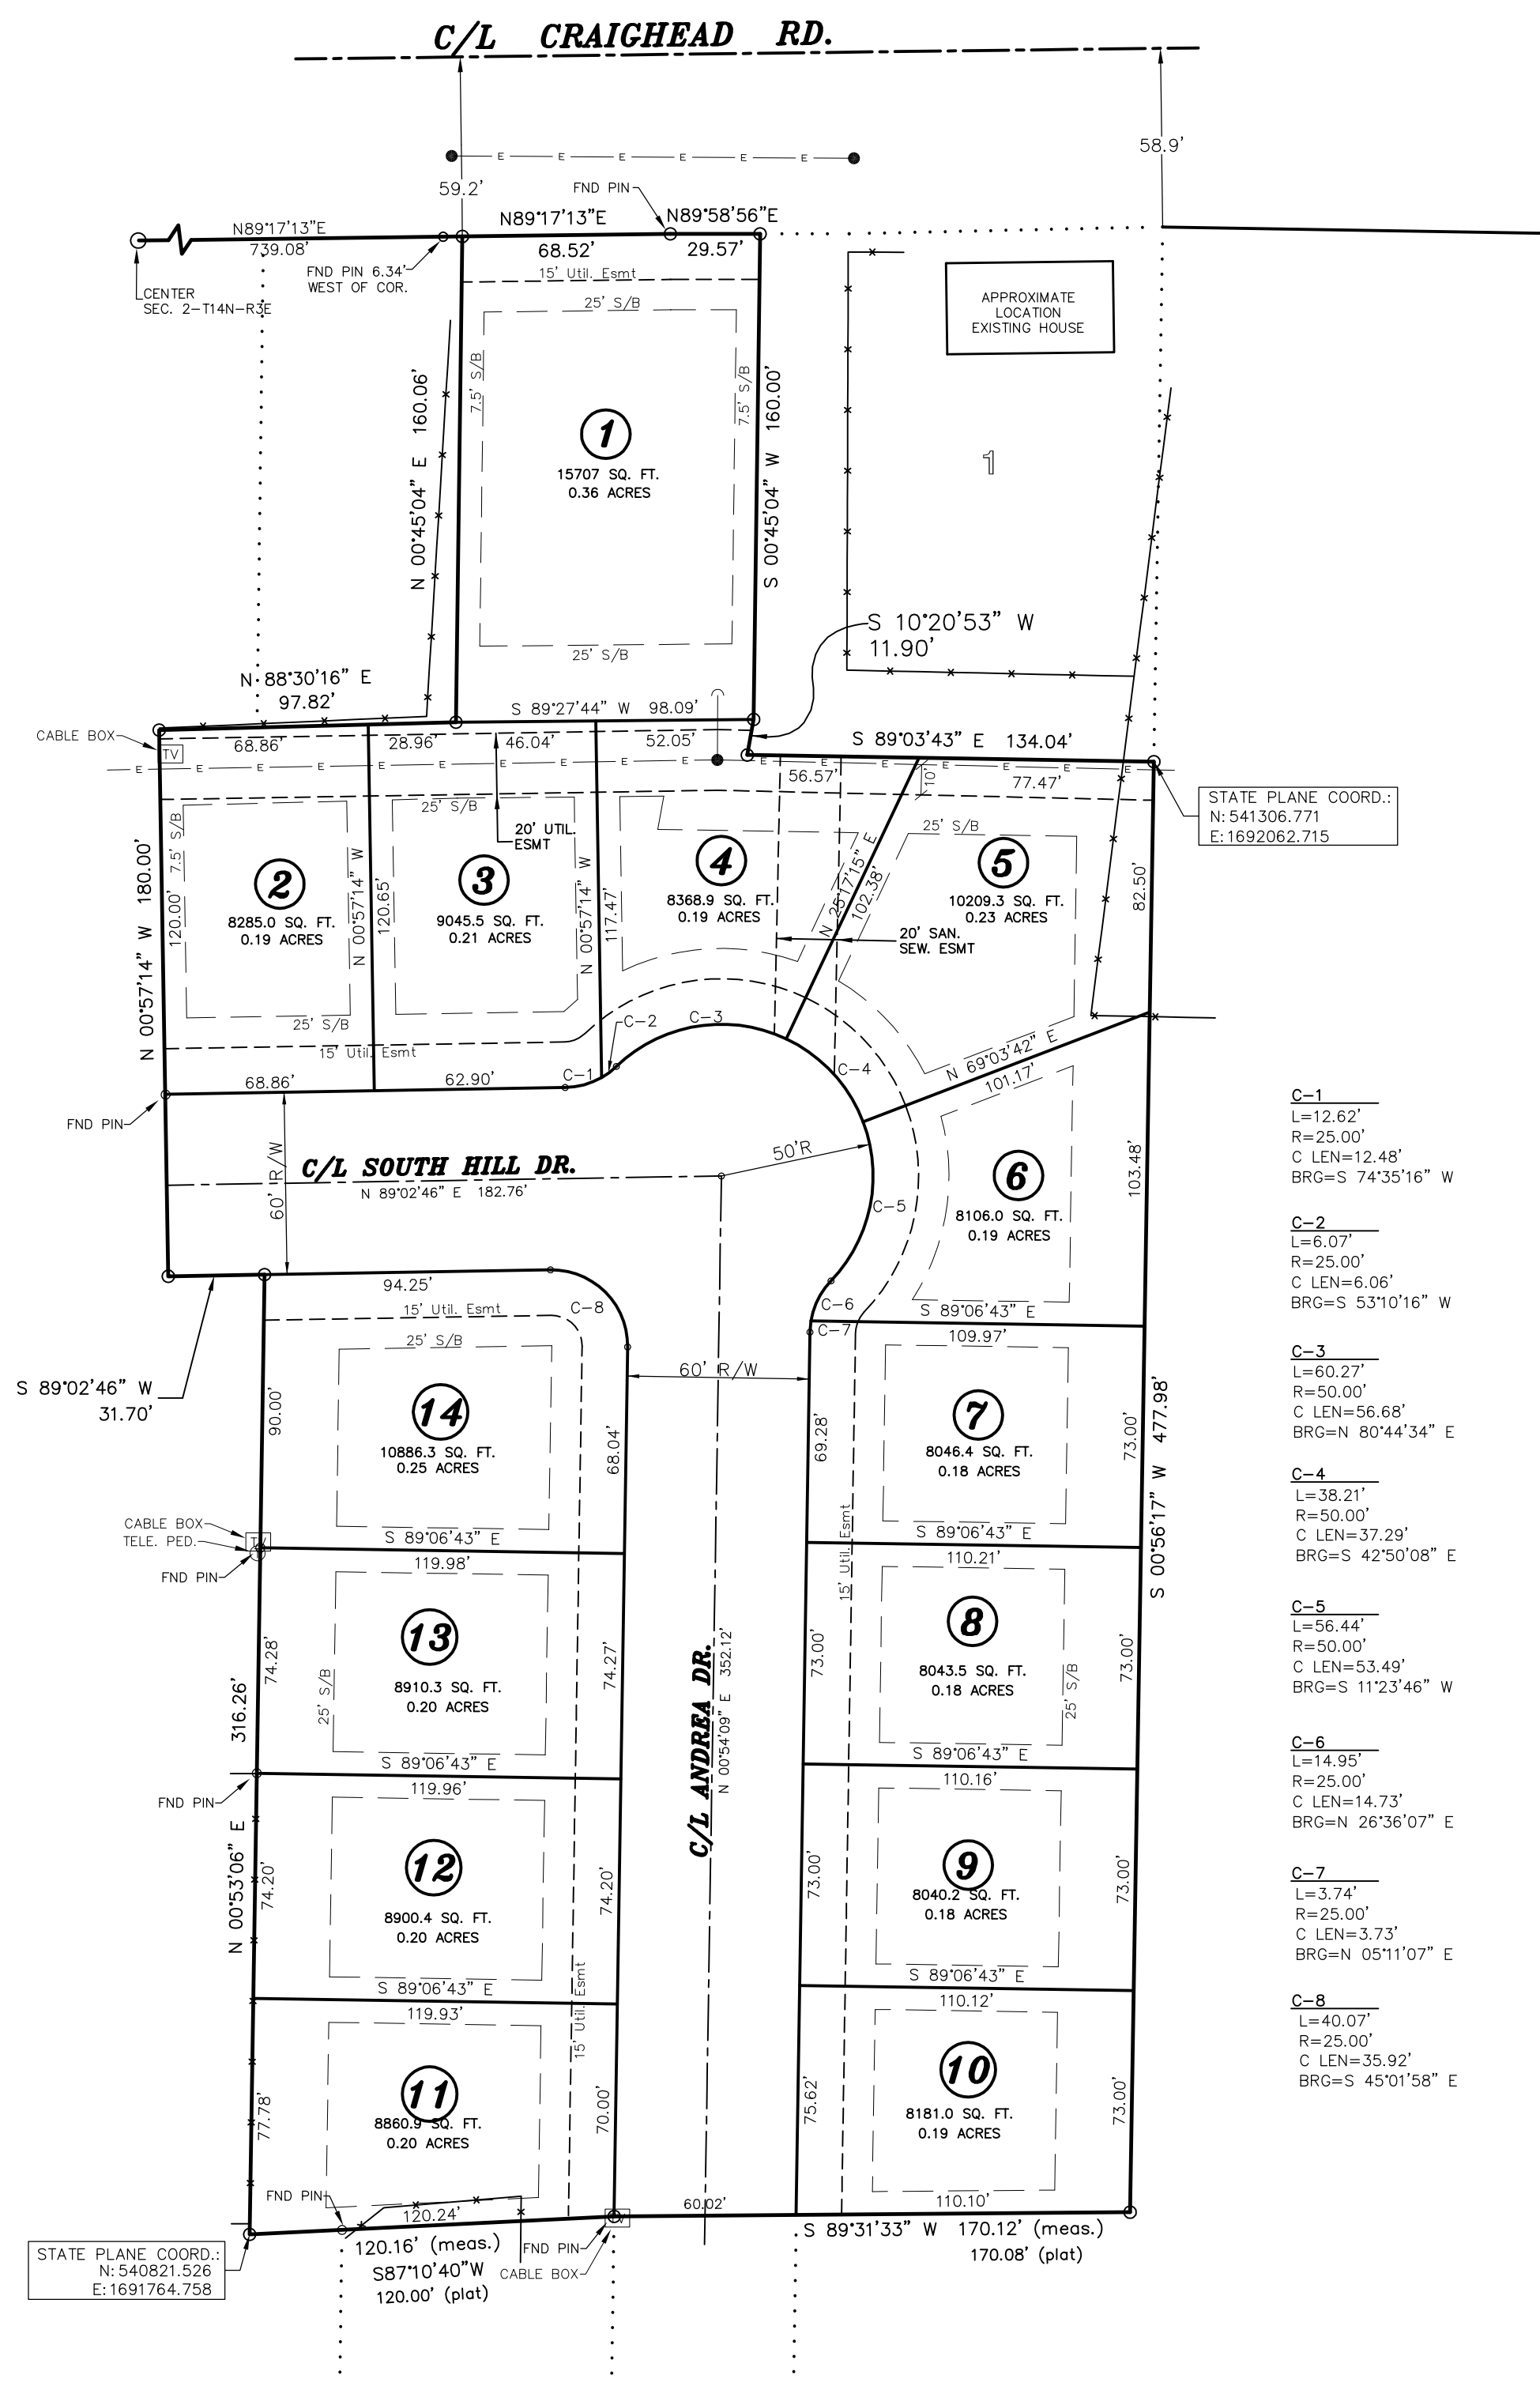 C/L CRAIGHEAD RD.
58.9'
E E E E E E
59.2'
FND PIN
N89°17'13"E
739.08'
N89°17'13"E
68.52'
N89°58'56"E
29.57'
FND PIN 6.34'
WEST OF COR.
CENTER
SEC. 2-T14N-R3E
15' Util. Esmt
25' S/B
APPROXIMATE
LOCATION
EXISTING HOUSE
7.5' S/B
7.5' S/B
N 00°45'04" E 160.06'
S 00°45'04" W 160.00'
1
15707 SQ. FT.
0.36 ACRES
1
25' S/B
S 10°20'53" W
11.90'
N 88°30'16" E
97.82'
S 89°27'44" W 98.09'
CABLE BOX
TV
68.86'
28.96'
46.04'
52.05'
S 89°03'43" E 134.04'
E E E E E E E E E E E E E E E E
56.57'
10'
77.47'
STATE PLANE COORD.:
N:541306.771
E:1692062.715
N 00°57'14" W 180.00'
7.5' S/B
120.00'
2
8285.0 SQ. FT.
0.19 ACRES
25' S/B
N 00°57'14" W
120.65'
25' S/B
20' UTIL.
ESMT
3
9045.5 SQ. FT.
0.21 ACRES
N 00°57'14" W
117.47'
4
8368.9 SQ. FT.
0.19 ACRES
N 25°17'15" E
102.38'
20' SAN.
SEW. ESMT
25' S/B
5
10209.3 SQ. FT.
0.23 ACRES
82.50'
15' Util. Esmt
C-2
C-3
C-1
C-4
N 69°03'42" E
101.17'
68.86'
62.90'
FND PIN
60' R/W
C/L SOUTH HILL DR.
N 89°02'46" E 182.76'
50'R
C-5
6
8106.0 SQ. FT.
0.19 ACRES
103.48'
94.25'
C-8
C-6
C-7
S 89°06'43" E
109.97'
S 89°02'46" W
31.70'
15' Util. Esmt
25' S/B
90.00'
14
10886.3 SQ. FT.
0.25 ACRES
68.04'
60' R/W
69.28'
7
8046.4 SQ. FT.
0.18 ACRES
73.00'
S 00°56'17" W 477.98'
CABLE BOX
TELE. PED.
TV
FND PIN
S 89°06'43" E
119.98'
S 89°06'43" E
110.21'
15' Util. Esmt
74.28'
25' S/B
13
8910.3 SQ. FT.
0.20 ACRES
74.27'
73.00'
8
8043.5 SQ. FT.
0.18 ACRES
25' S/B
73.00'
316.26'
N 00°53'06" E
FND PIN
S 89°06'43" E
119.96'
C/L ANDREA DR.
N 00°54'09" E 352.12'
S 89°06'43" E
110.16'
74.20'
12
8900.4 SQ. FT.
0.20 ACRES
74.20'
73.00'
9
8040.2 SQ. FT.
0.18 ACRES
73.00'
S 89°06'43" E
119.93'
15' Util. Esmt
S 89°06'43" E
110.12'
77.78'
11
8860.9 SQ. FT.
0.20 ACRES
70.00'
75.62'
10
8181.0 SQ. FT.
0.19 ACRES
73.00'
FND PIN
120.24'
60.02'
110.10'
120.16' (meas.)
S87°10'40"W
120.00' (plat)
FND PIN
CABLE BOX
S 89°31'33" W 170.12' (meas.)
170.08' (plat)
STATE PLANE COORD.:
N:540821.526
E:1691764.758
C-1
L=12.62'
R=25.00'
C LEN=12.48'
BRG=S 74°35'16" W
C-2
L=6.07'
R=25.00'
C LEN=6.06'
BRG=S 53°10'16" W
C-3
L=60.27'
R=50.00'
C LEN=56.68'
BRG=N 80°44'34" E
C-4
L=38.21'
R=50.00'
C LEN=37.29'
BRG=S 42°50'08" E
C-5
L=56.44'
R=50.00'
C LEN=53.49'
BRG=S 11°23'46" W
C-6
L=14.95'
R=25.00'
C LEN=14.73'
BRG=N 26°36'07" E
C-7
L=3.74'
R=25.00'
C LEN=3.73'
BRG=N 05°11'07" E
C-8
L=40.07'
R=25.00'
C LEN=35.92'
BRG=S 45°01'58" E